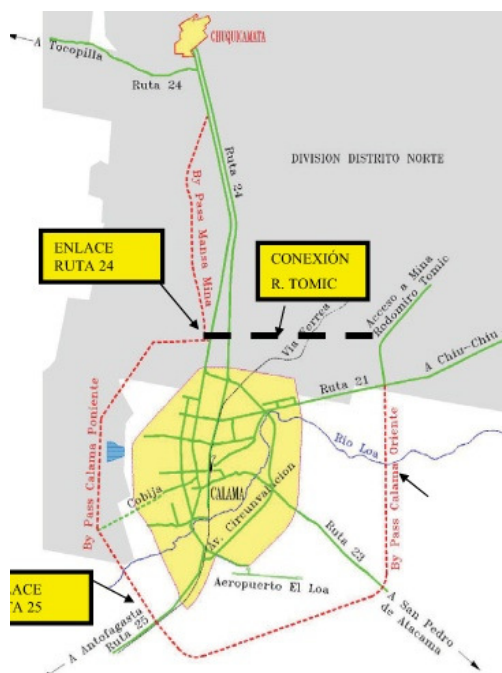 CHUQUICAMATA
A Tocopilla
Ruta 24
Ruta 24
DIVISION DISTRITO NORTE
By Pass Mansa Mina
ENLACE
RUTA 24
CONEXIÓN
R. TOMIC
Acceso a Mina
Rodomiro Tomic
Via Ferrea
A Chiu-Chiu
Ruta 21
By Pass Calama Poniente
Rio Loa
Cobija
CALAMA
Av. Circunvalacion
By Pass Calama Oriente
Ruta 23
LACE
TA 25
Aeropuerto El Loa
A Antofagasta
Ruta 25
A San Pedro
de Atacama